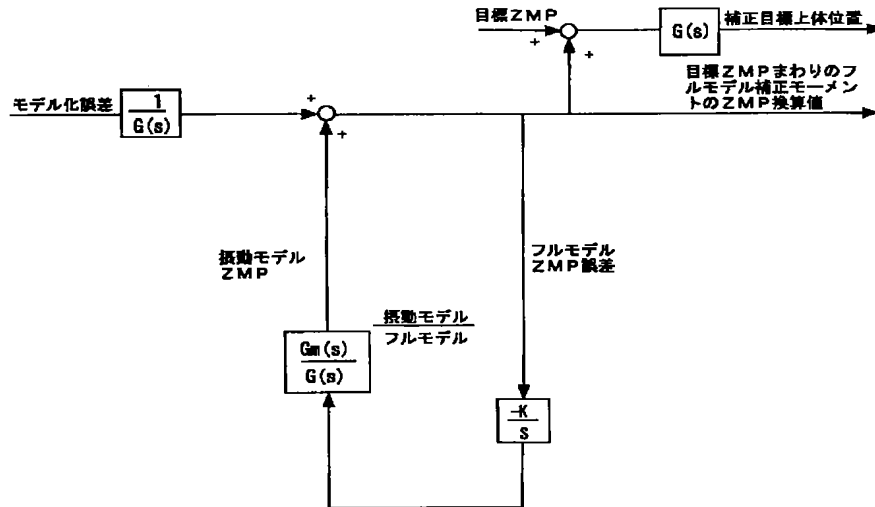 目標ZMP
+
+
G(s)
補正目標上体位置
モデル化誤差
1
G(s)
+
+
目標ZMPまわりのフ
ルモデル補正モーメン
トのZMP換算値
摂動モデル
ZMP
フルモデル
ZMP誤差
摂動モデル
フルモデル
Gm(s)
G(s)
-K
S